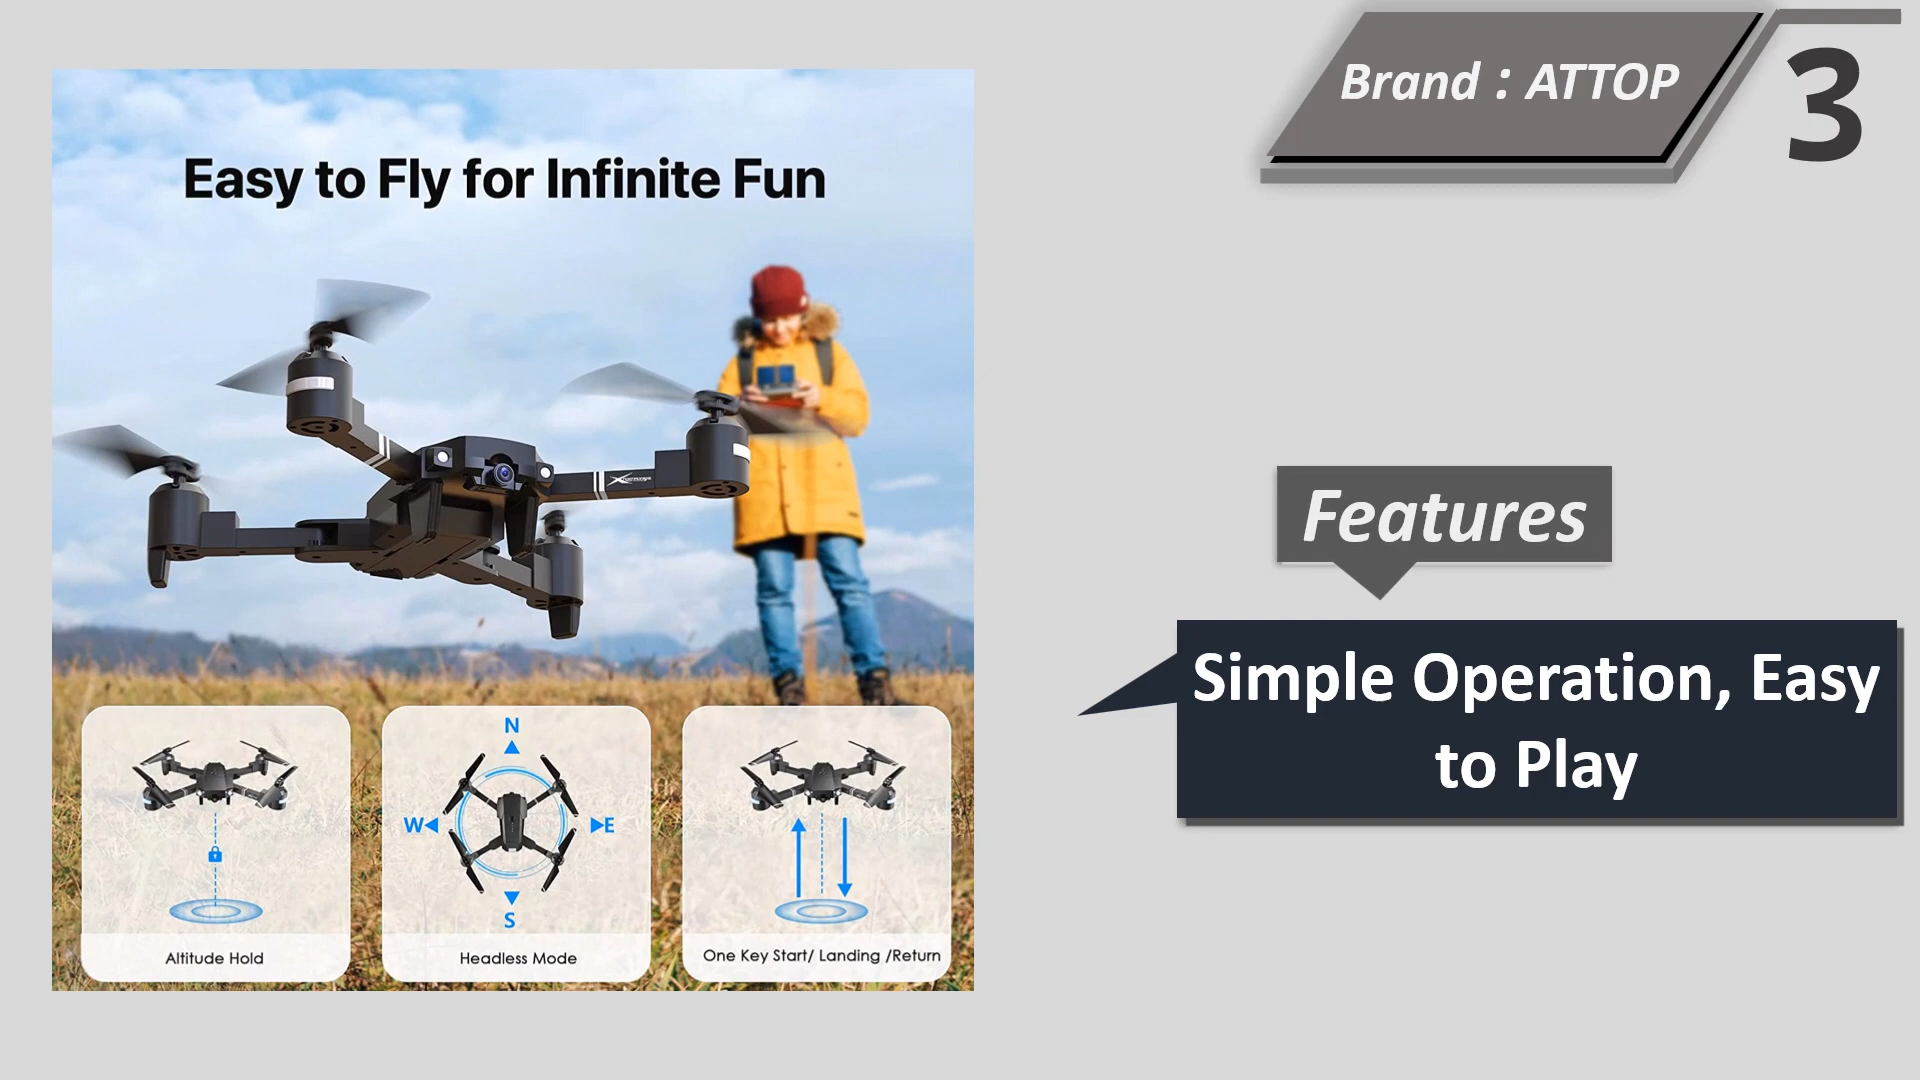 Brand : ATTOP
3
Easy to Fly for Infinite Fun
Features
Simple Operation, Easy
to Play
N
W
E
S
Altitude Hold
Headless Mode
One Key Start/ Landing /Return